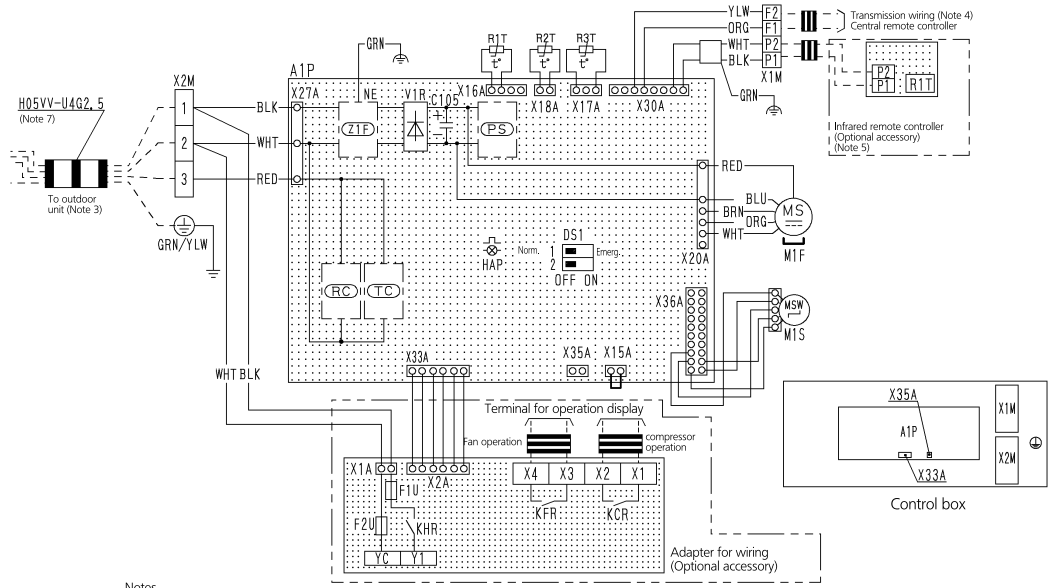 YLW
F2
ORG
F1
WHT
P2
BLK
P1
X1M
GRN
Transmission wiring (Note 4)
Central remote controller
P2
P1
R1T
Infrared remote controller
(Optional accessory)
(Note 5)
GRN
R1T
t°
R2T
t°
R3T
t°
X16A
X18A
X17A
X30A
A1P
X27A
NE
Z1F
V1R
C105
+
-
PS
X2M
1
2
3
H05VV-U4G2.5
(Note 7)
To outdoor
unit (Note 3)
GRN/YLW
BLK
WHT
RED
RC
TC
HAP
DS1
Norm.
1
2
Emerg.
OFF ON
RED
BLU
BRN
ORG
WHT
MS
M1F
X20A
X36A
MSW
M1S
X33A
X35A
X15A
WHT
BLK
Terminal for operation display
Fan operation
compressor
operation
X1A
X2A
F1U
F2U
KHR
YC
Y1
X4
X3
X2
X1
KFR
KCR
Adapter for wiring
(Optional accessory)
X35A
A1P
X33A
X1M
X2M
Control box
Notes